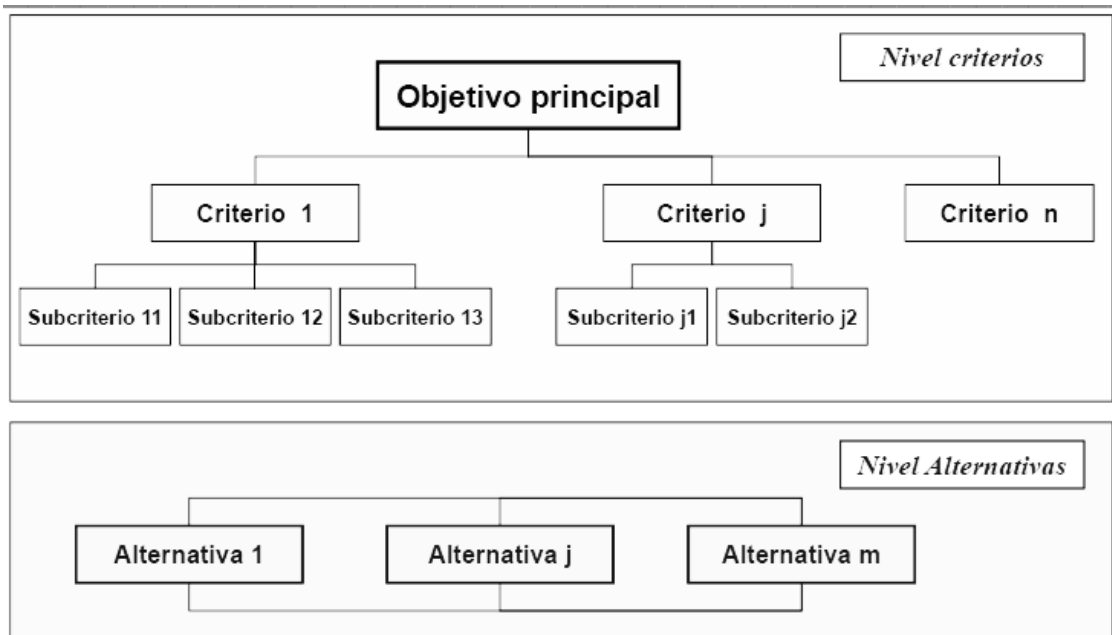 Nivel criterios
Objetivo principal
Criterio 1
Criterio j
Criterio n
Subcriterio 11
Subcriterio 12
Subcriterio 13
Subcriterio j1
Subcriterio j2
Nivel Alternativas
Alternativa 1
Alternativa j
Alternativa m